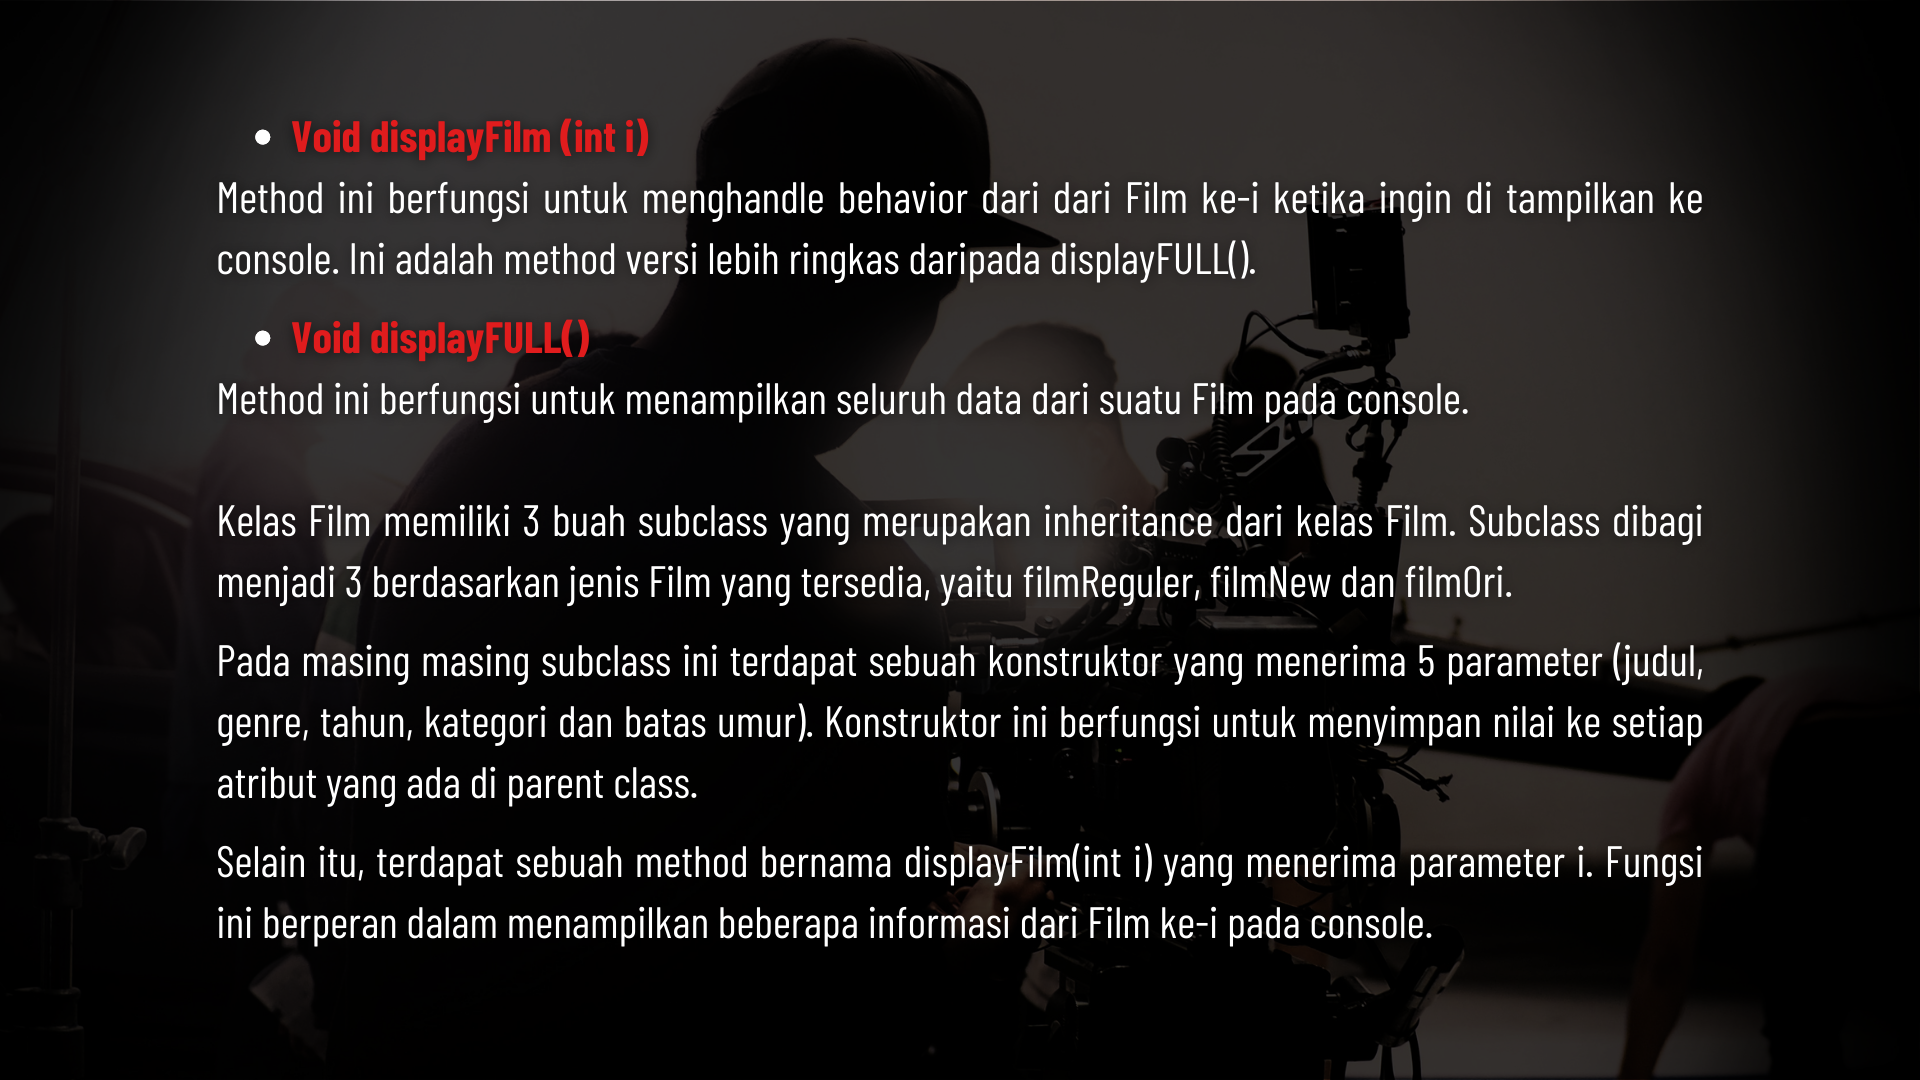 • Void displayFilm (int i)
Method ini berfungsi untuk menghandle behavior dari dari Film ke-i ketika ingin di tampilkan ke
console. Ini adalah method versi lebih ringkas daripada displayFULL().
• Void displayFULL()
Method ini berfungsi untuk menampilkan seluruh data dari suatu Film pada console.
Kelas Film memiliki 3 buah subclass yang merupakan inheritance dari kelas Film. Subclass dibagi
menjadi 3 berdasarkan jenis Film yang tersedia, yaitu filmReguler, filmNew dan filmOri.
Pada masing masing subclass ini terdapat sebuah konstruktor yang menerima 5 parameter (judul,
genre, tahun, kategori dan batas umur). Konstruktor ini berfungsi untuk menyimpan nilai ke setiap
atribut yang ada di parent class.
Selain itu, terdapat sebuah method bernama displayFilm(int i) yang menerima parameter i. Fungsi
ini berperan dalam menampilkan beberapa informasi dari Film ke-i pada console.